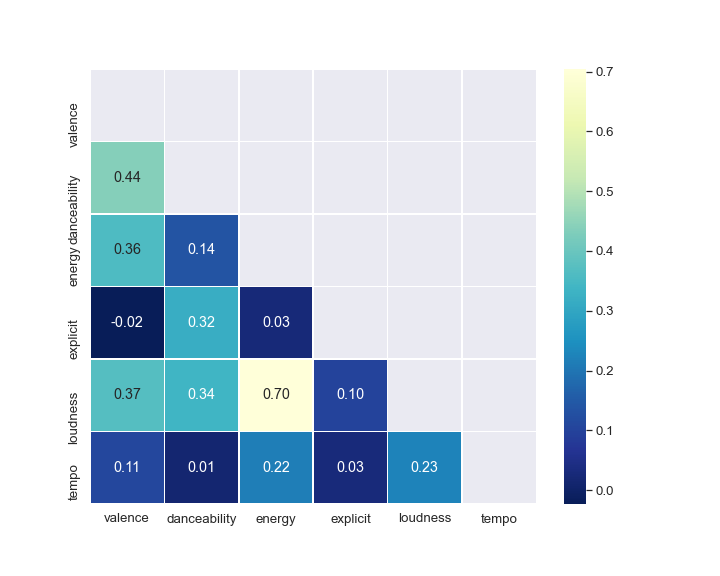 valence
danceability
0.44
energy
0.36 0.14
explicit
-0.02 0.32 0.03
loudness
0.37 0.34 0.70 0.10
tempo
0.11 0.01 0.22 0.03 0.23
valence danceability energy explicit loudness tempo
0.7
0.6
0.5
0.4
0.3
0.2
0.1
0.0